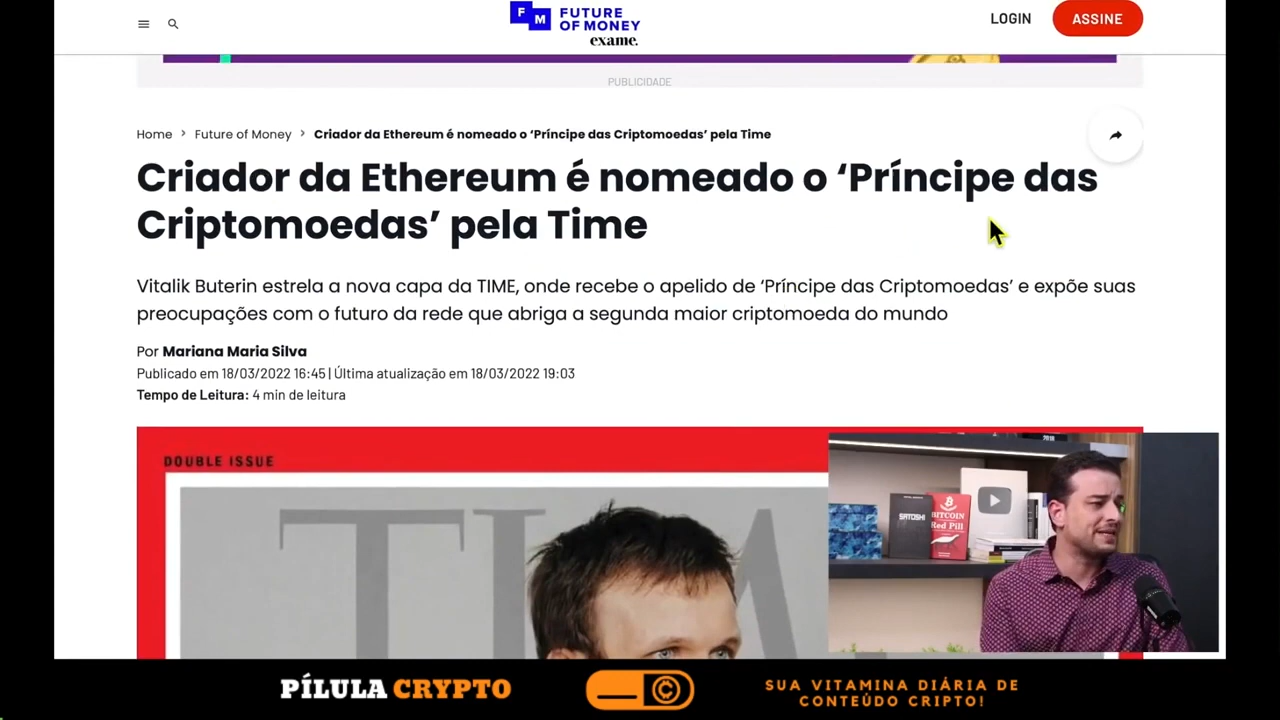 F M FUTURE
OF MONEY
exame.
LOGIN
ASSINE
PUBLICIDADE
Home > Future of Money > Criador da Ethereum é nomeado o ‘Príncipe das Criptomoedas’ pela Time
Criador da Ethereum é nomeado o ‘Príncipe das
Criptomoedas’ pela Time
Vitalik Buterin estrela a nova capa da TIME, onde recebe o apelido de ‘Príncipe das Criptomoedas’ e expõe suas
preocupações com o futuro da rede que abriga a segunda maior criptomoeda do mundo
Por Mariana Maria Silva
Publicado em 18/03/2022 16:45 | Última atualização em 18/03/2022 19:03
Tempo de Leitura: 4 min de leitura
DOUBLE ISSUE
SATOSHI
BITCOIN
Red Pill
PÍLULA CRYPTO
SUA VITAMINA DIÁRIA DE
CONTEÚDO CRIPTO!